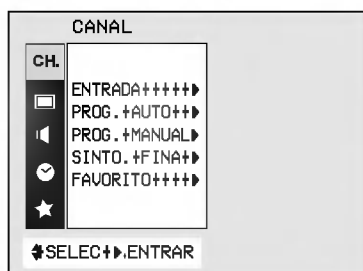 CANAL
CH.
ENTRADA+++++▶
PROG.+AUTO++▶
PROG.+MANUAL▶
SINTO.+FINA+▶
FAVORITO++++▶
SELEC+▶,ENTRAR